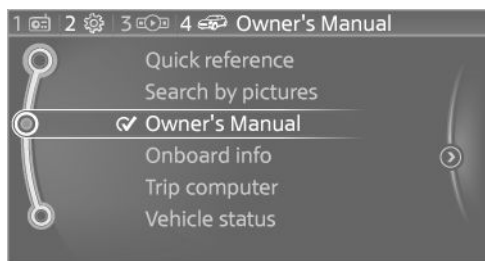 1 2 3 4 Owner's Manual
Quick reference
Search by pictures
Owner's Manual
Onboard info
Trip computer
Vehicle status